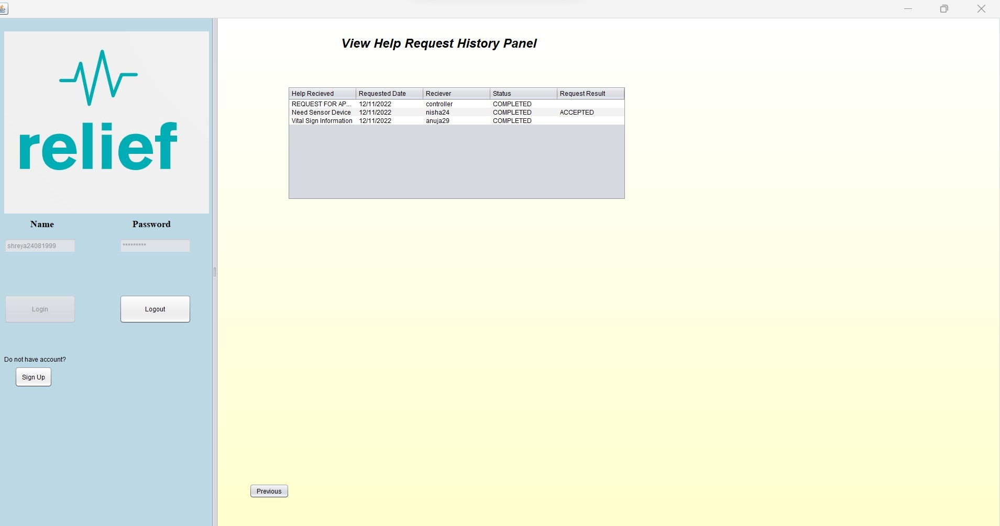 relief
Name Password
shreya24081999 *********
Login Logout
Do not have account?
Sign Up
View Help Request History Panel
Help Recieved Requested Date Reciever Status Request Result
REQUEST FOR AP... 12/11/2022 controller COMPLETED
Need Sensor Device 12/11/2022 nisha24 COMPLETED ACCEPTED
Vital Sign Information 12/11/2022 anuja29 COMPLETED
Previous